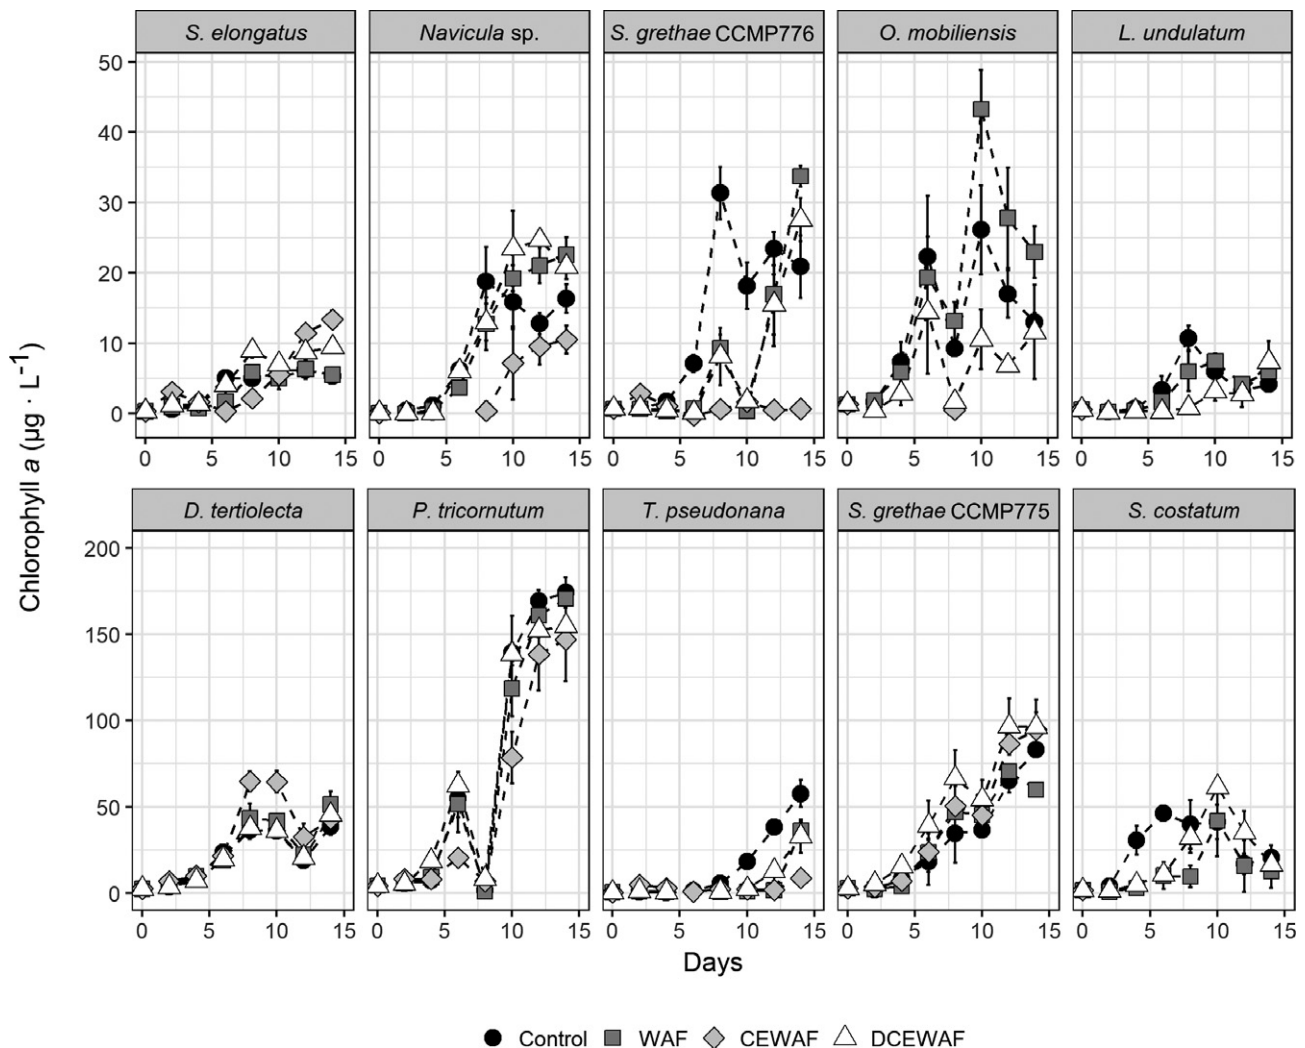 S. elongatus Navicula sp. S. grethae CCMP776 O. mobiliensis L. undulatum
50
40
30
20
10
0
0 5 10 15 0 5 10 15 0 5 10 15 0 5 10 15 0 5 10 15
Chlorophyll a (µg · L⁻¹)
D. tertiolecta P. tricornutum T. pseudonana S. grethae CCMP775 S. costatum
200
150
100
50
0
0 5 10 15 0 5 10 15 0 5 10 15 0 5 10 15 0 5 10 15
Days
Control WAF CEWAF DCEWAF